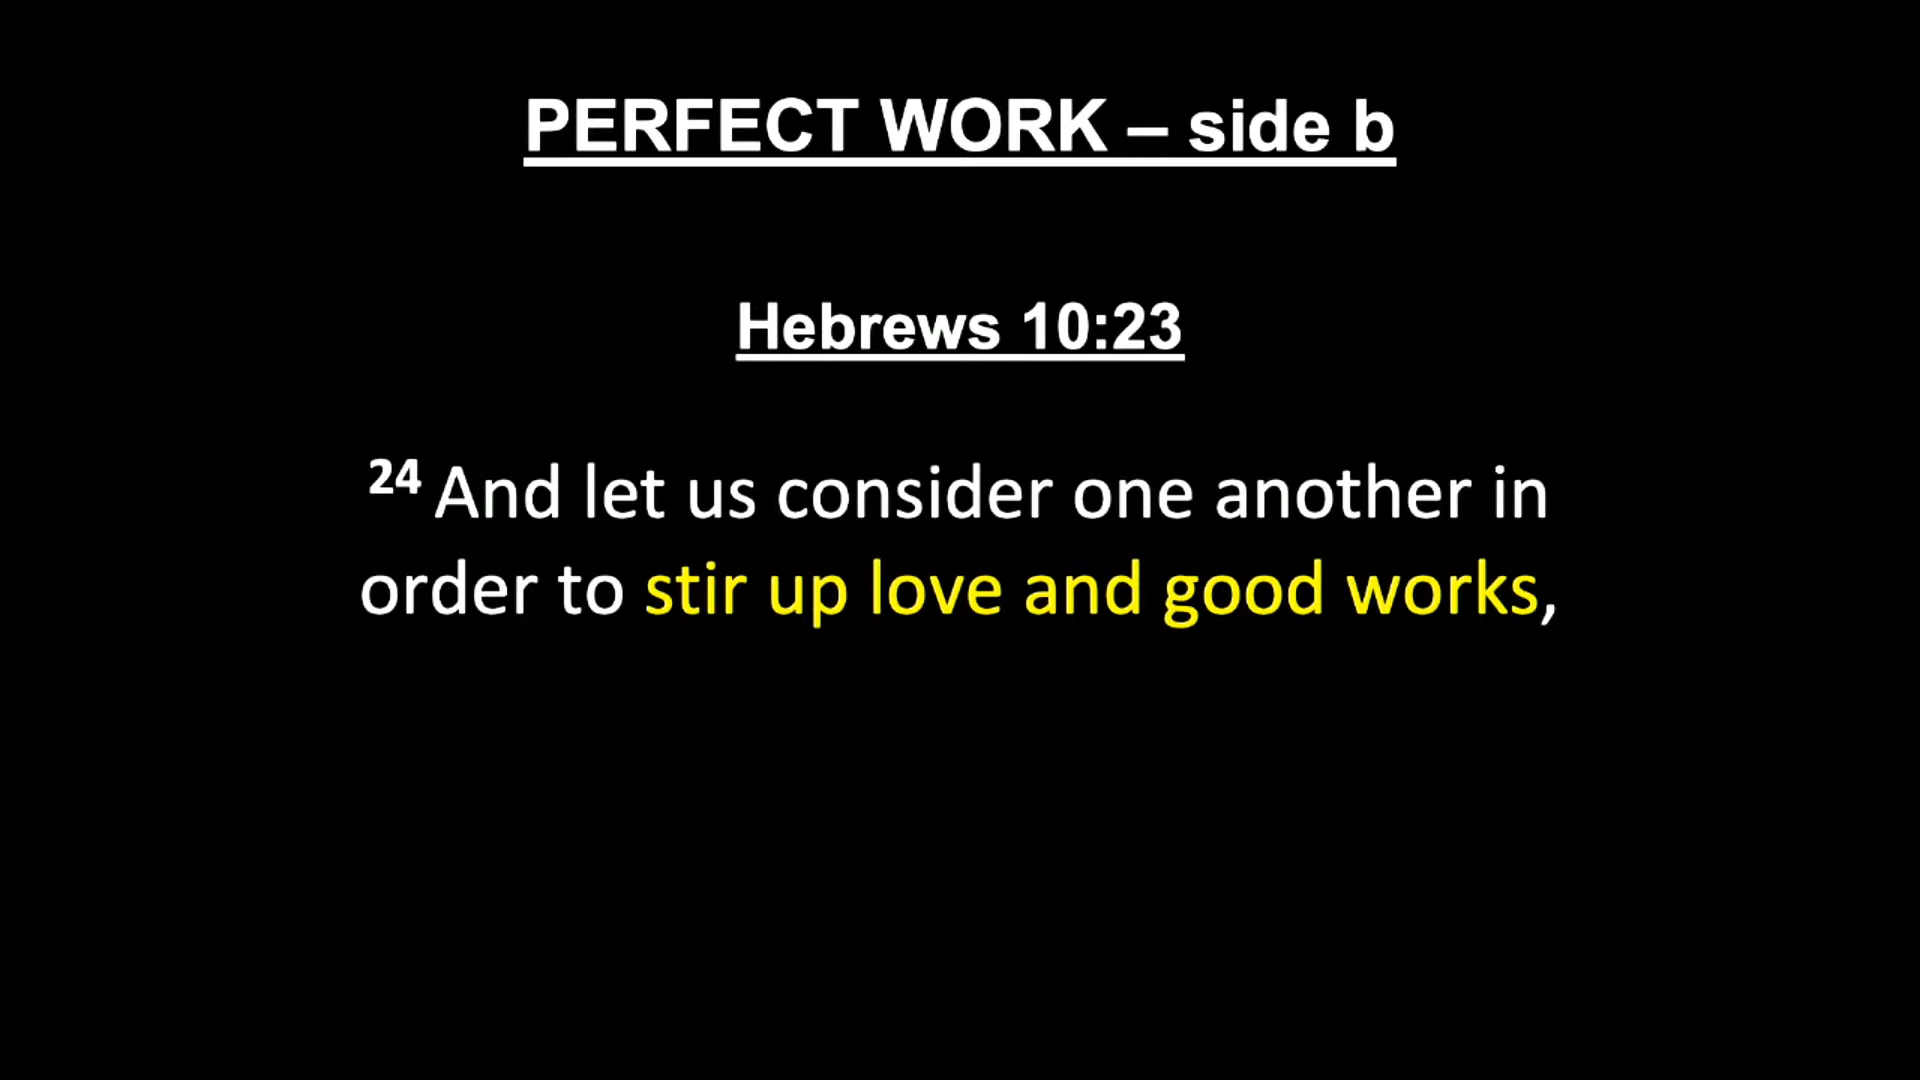 PERFECT WORK – side b
Hebrews 10:23
24 And let us consider one another in
order to stir up love and good works,